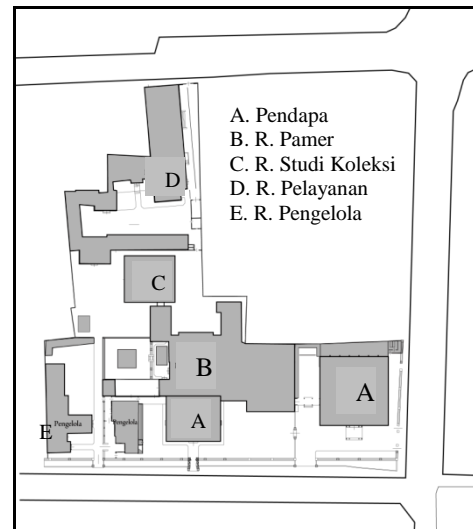 A. Pendapa
B. R. Pamer
C. R. Studi Koleksi
D. R. Pelayanan
E. R. Pengelola
D
C
B
A
A
E
Pengelola
Pengelola